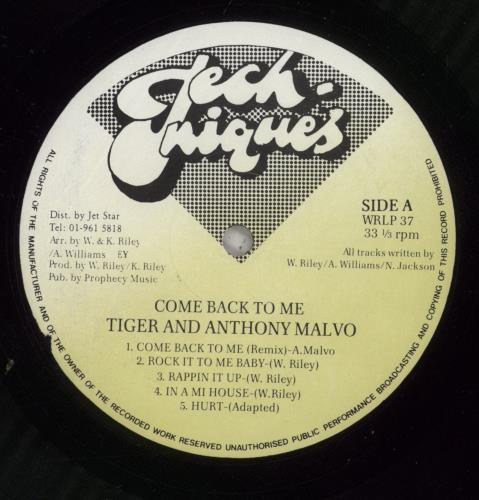 Tech-
niques
Dist. by Jet Star
Tel: 01-961 5818
Arr. by W. & K. Riley
/A. Williams EY
Prod. by W. Riley/K. Riley
Pub. by Prophecy Music
SIDE A
WRLP 37
33 ⅓ rpm
All tracks written by
W. Riley/A. Williams/N. Jackson
COME BACK TO ME
TIGER AND ANTHONY MALVO
1. COME BACK TO ME (Remix)-A.Malvo
2. ROCK IT TO ME BABY-(W. Riley)
3. RAPPIN IT UP-(W. Riley)
4. IN A MI HOUSE-(W.Riley)
5. HURT-(Adapted)
ALL RIGHTS OF THE MANUFACTURER AND OF THE OWNER OF THE RECORDED WORK RESERVED UNAUTHORISED PUBLIC PERFORMANCE BROADCASTING AND COPYING OF THIS RECORD PROHIBITED